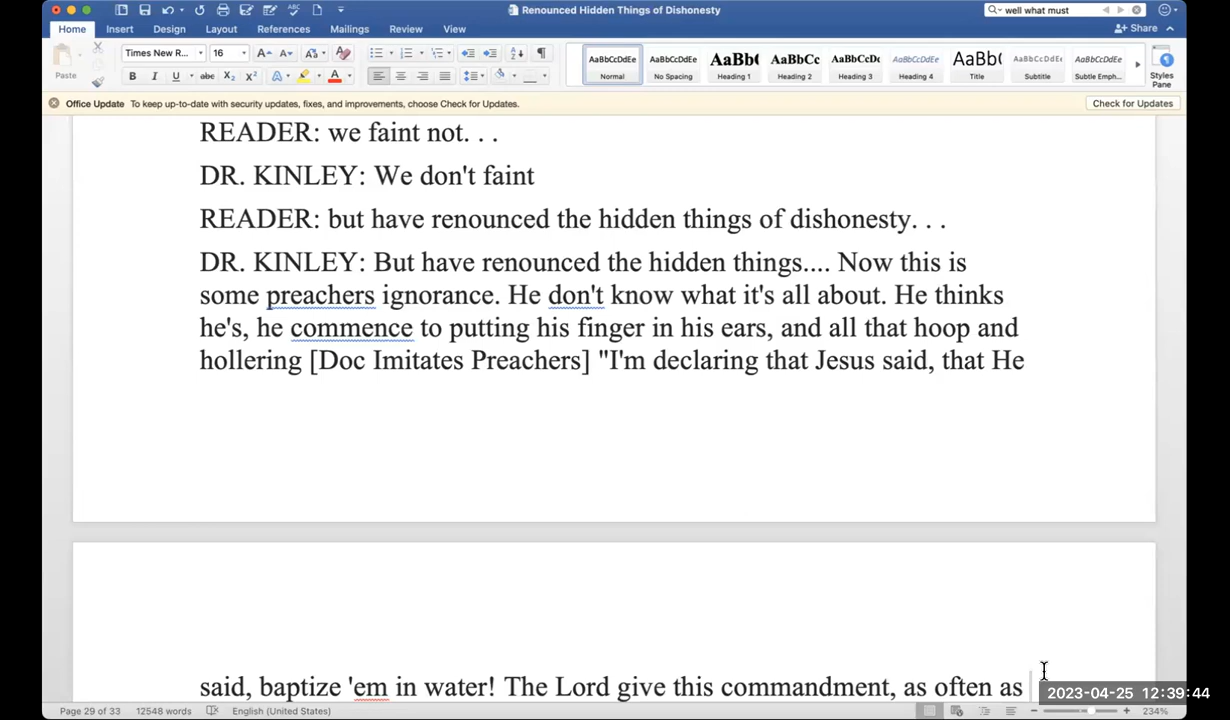 Renounced Hidden Things of Dishonesty
well what must
Home Insert Design Layout References Mailings Review View Share
Times New R... 16
AaBbCcDdEe AaBbCcDdEe AaBb( AaBbCc AaBbCcDc AaBbCcDdEe AaBb( AaBbCcDdEe AaBbCcDdEe
Paste B I U abc X₂ X² A A Normal No Spacing Heading 1 Heading 2 Heading 3 Heading 4 Title Subtitle Subtle Emph... Styles Pane
Office Update To keep up-to-date with security updates, fixes, and improvements, choose Check for Updates. Check for Updates
READER: we faint not. . .
DR. KINLEY: We don't faint
READER: but have renounced the hidden things of dishonesty. . .
DR. KINLEY: But have renounced the hidden things.... Now this is
some preachers ignorance. He don't know what it's all about. He thinks
he's, he commence to putting his finger in his ears, and all that hoop and
hollering [Doc Imitates Preachers] "I'm declaring that Jesus said, that He
said, baptize 'em in water! The Lord give this commandment, as often as
2023-04-25 12:39:44
Page 29 of 33 12548 words English (United States) 234%